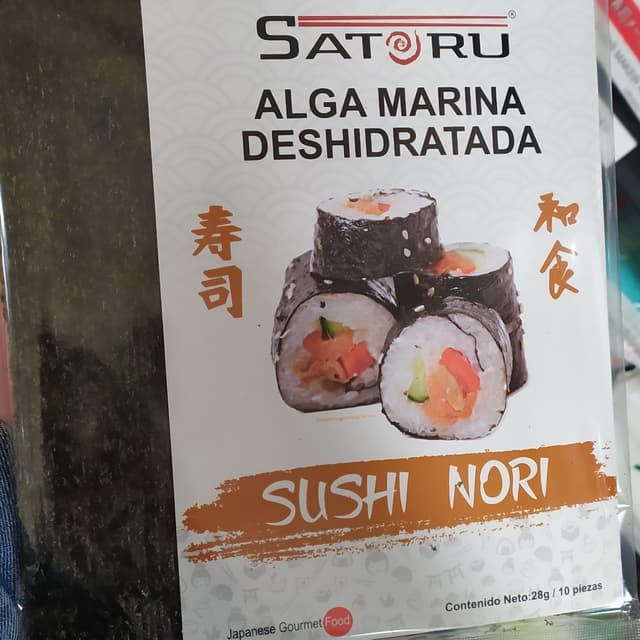 SATORU®
ALGA MARINA
DESHIDRATADA
寿司
和食
SUSHI NORI
Contenido Neto:28g / 10 piezas
Japanese Gourmet Food